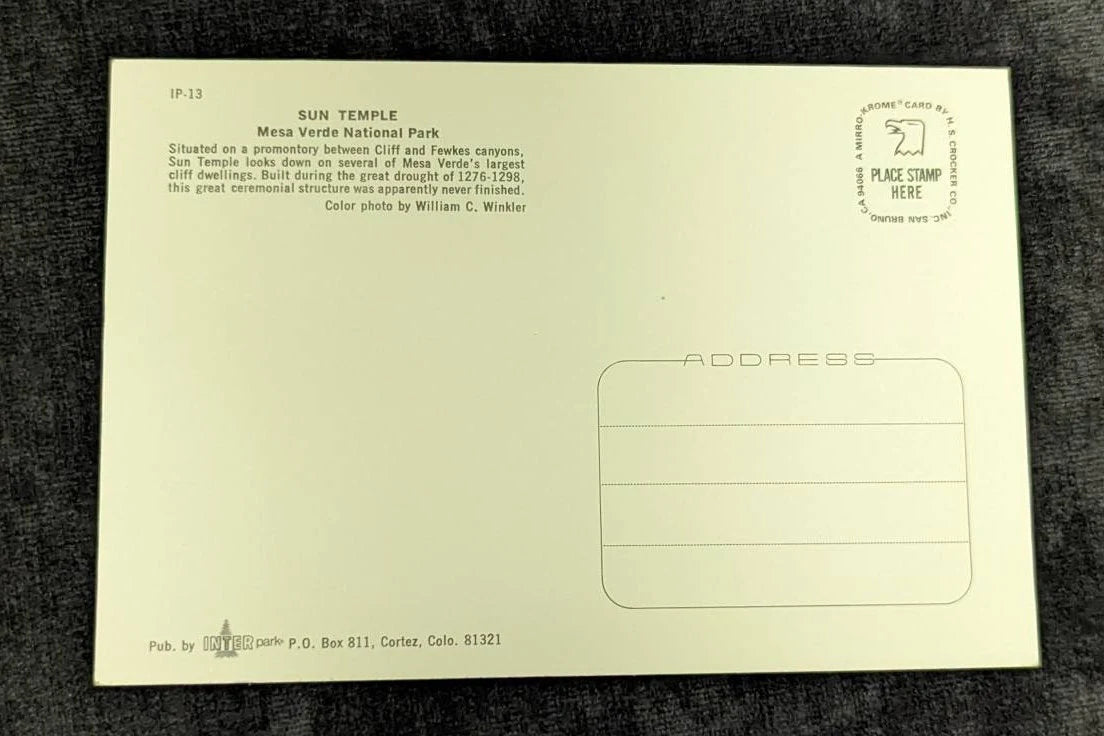 IP-13
SUN TEMPLE
Mesa Verde National Park
Situated on a promontory between Cliff and Fewkes canyons,
Sun Temple looks down on several of Mesa Verde's largest
cliff dwellings. Built during the great drought of 1276-1298,
this great ceremonial structure was apparently never finished.
Color photo by William C. Winkler
A MIRRO-KROME® CARD BY H. S. CROCKER CO., INC. SAN BRUNO, CA 94066
PLACE STAMP
HERE
ADDRESS
Pub. by INTERpark® P.O. Box 811, Cortez, Colo. 81321